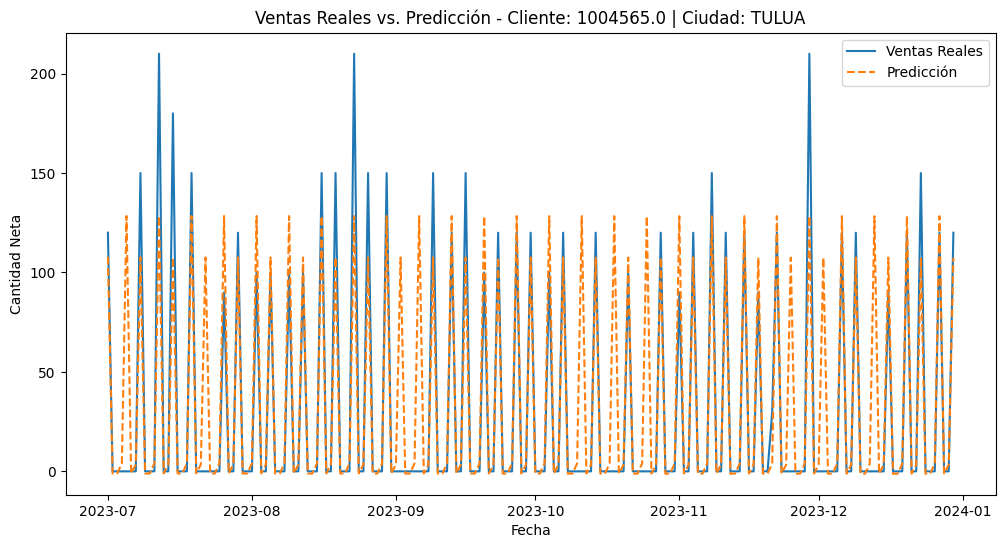 Ventas Reales vs. Predicción - Cliente: 1004565.0 | Ciudad: TULUA
Ventas Reales
Predicción
200
150
100
50
0
Cantidad Neta
2023-07 2023-08 2023-09 2023-10 2023-11 2023-12 2024-01
Fecha